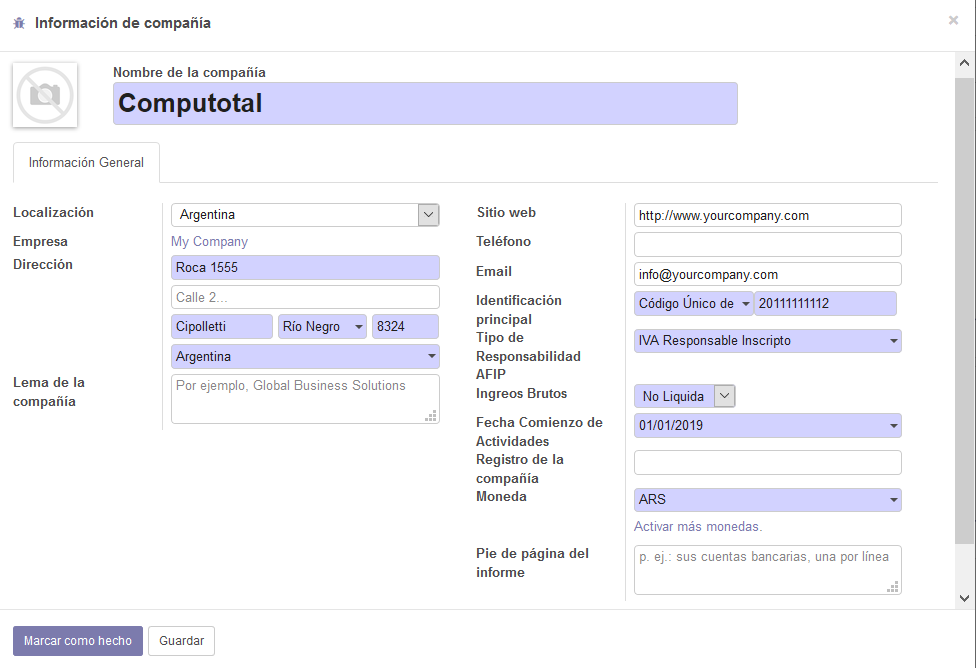 Información de compañía
×
Nombre de la compañía
Computotal
Información General
Localización
Argentina
Empresa
My Company
Dirección
Roca 1555
Calle 2...
Cipolletti Río Negro 8324
Argentina
Lema de la
compañía
Por ejemplo, Global Business Solutions
Sitio web
http://www.yourcompany.com
Teléfono
Email
info@yourcompany.com
Identificación
principal
Código Único de 20111111112
Tipo de
Responsabilidad
AFIP
IVA Responsable Inscripto
Ingreos Brutos
No Liquida
Fecha Comienzo de
Actividades
01/01/2019
Registro de la
compañía
Moneda
ARS
Activar más monedas.
Pie de página del
informe
p. ej.: sus cuentas bancarias, una por línea
Marcar como hecho
Guardar